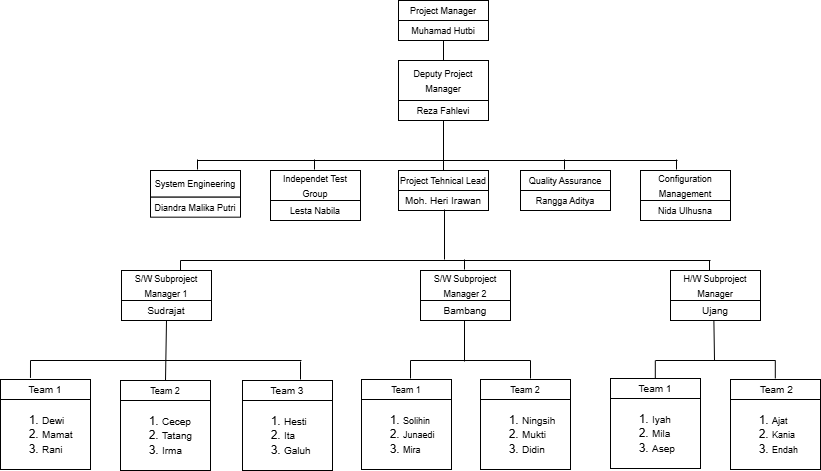 Project Manager
Muhamad Hutbi
Deputy Project
Manager
Reza Fahlevi
System Engineering
Diandra Malika Putri
Independet Test
Group
Lesta Nabila
Project Tehnical Lead
Moh. Heri Irawan
Quality Assurance
Rangga Aditya
Configuration
Management
Nida Ulhusna
S/W Subproject
Manager 1
Sudrajat
S/W Subproject
Manager 2
Bambang
H/W Subproject
Manager
Ujang
Team 1
1. Dewi
2. Mamat
3. Rani
Team 2
1. Cecep
2. Tatang
3. Irma
Team 3
1. Hesti
2. Ita
3. Galuh
Team 1
1. Solihin
2. Junaedi
3. Mira
Team 2
1. Ningsih
2. Mukti
3. Didin
Team 1
1. Iyah
2. Mila
3. Asep
Team 2
1. Ajat
2. Kania
3. Endah